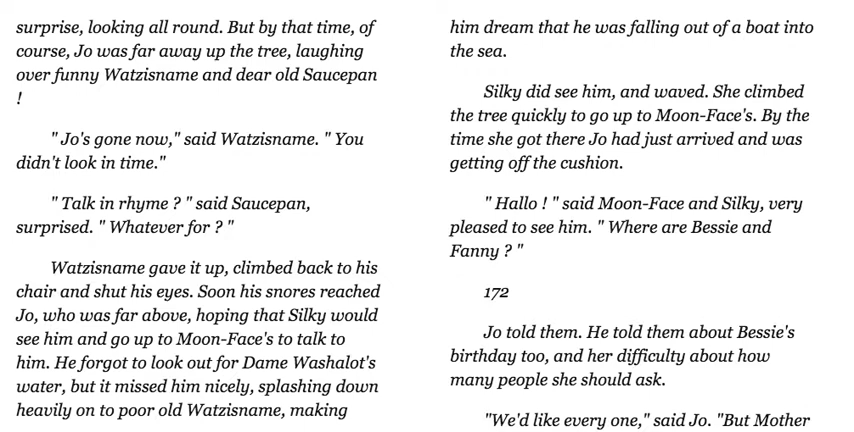 surprise, looking all round. But by that time, of
course, Jo was far away up the tree, laughing
over funny Watzisname and dear old Saucepan
!
" Jo's gone now," said Watzisname. " You
didn't look in time."
" Talk in rhyme ? " said Saucepan,
surprised. " Whatever for ? "
Watzisname gave it up, climbed back to his
chair and shut his eyes. Soon his snores reached
Jo, who was far above, hoping that Silky would
see him and go up to Moon-Face's to talk to
him. He forgot to look out for Dame Washalot's
water, but it missed him nicely, splashing down
heavily on to poor old Watzisname, making
him dream that he was falling out of a boat into
the sea.
Silky did see him, and waved. She climbed
the tree quickly to go up to Moon-Face's. By the
time she got there Jo had just arrived and was
getting off the cushion.
" Hallo ! " said Moon-Face and Silky, very
pleased to see him. " Where are Bessie and
Fanny ? "
172
Jo told them. He told them about Bessie's
birthday too, and her difficulty about how
many people she should ask.
"We'd like every one," said Jo. "But Mother